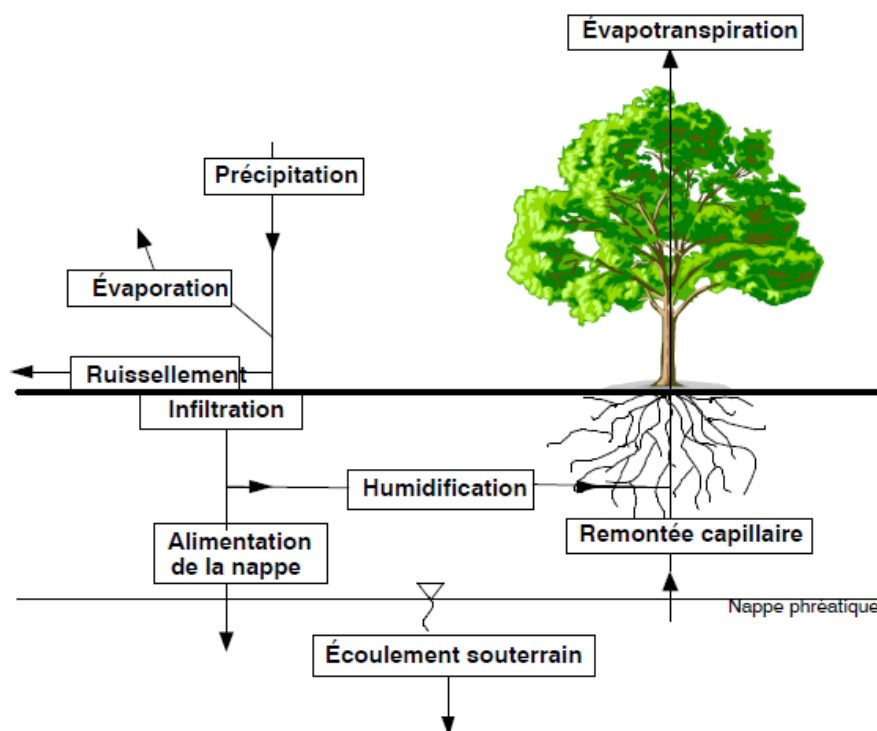 Évapotranspiration
Précipitation
Évaporation
Ruissellement
Infiltration
Humidification
Alimentation
de la nappe
Remontée capillaire
Nappe phréatique
Écoulement souterrain